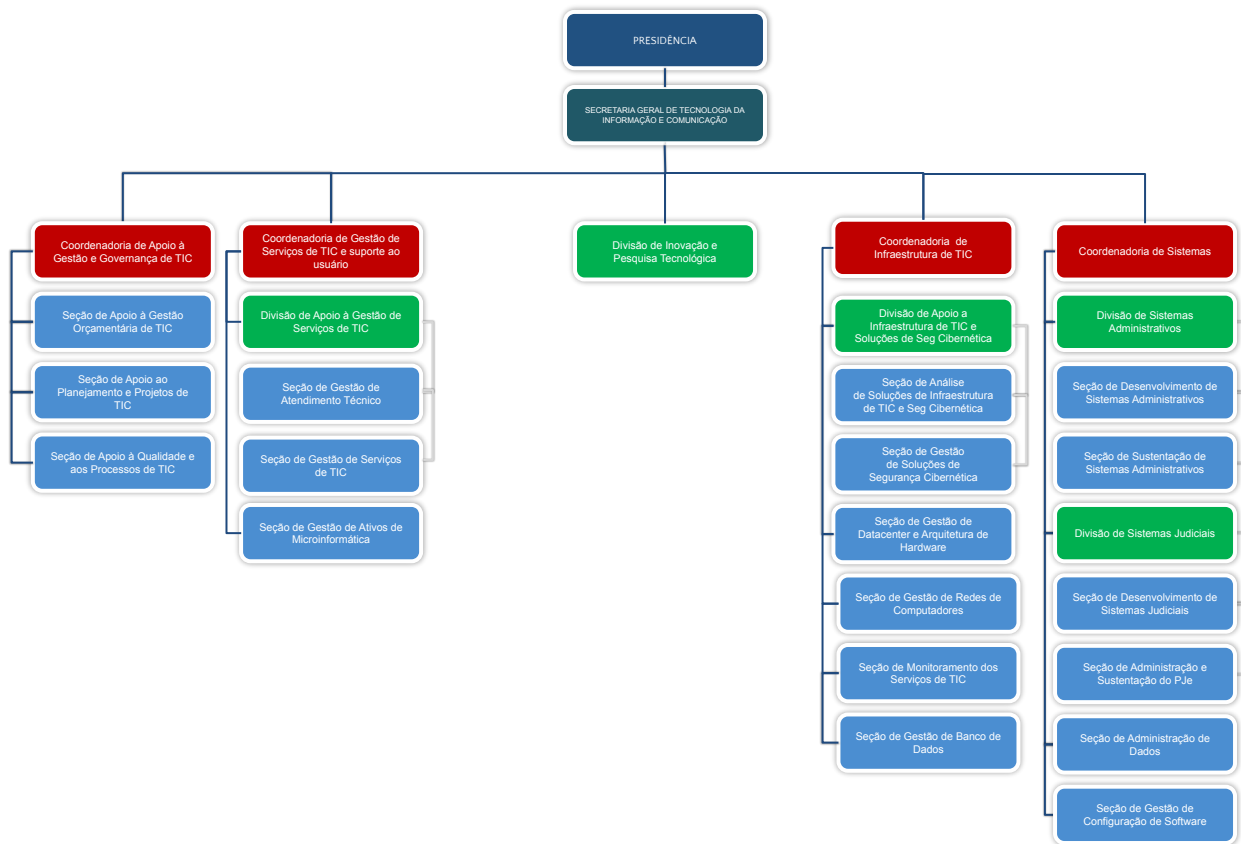 PRESIDÊNCIA
SECRETARIA GERAL DE TECNOLOGIA DA
INFORMAÇÃO E COMUNICAÇÃO
Coordenadoria de Apoio à
Gestão e Governança de TIC
Seção de Apoio à Gestão
Orçamentária de TIC
Seção de Apoio ao
Planejamento e Projetos de
TIC
Seção de Apoio à Qualidade e
aos Processos de TIC
Coordenadoria de Gestão de
Serviços de TIC e suporte ao
usuário
Divisão de Apoio à Gestão de
Serviços de TIC
Seção de Gestão de
Atendimento Técnico
Seção de Gestão de Serviços
de TIC
Seção de Gestão de Ativos de
Microinformática
Divisão de Inovação e
Pesquisa Tecnológica
Coordenadoria de
Infraestrutura de TIC
Divisão de Apoio a
Infraestrutura de TIC e
Soluções de Seg Cibernética
Seção de Análise
de Soluções de Infraestrutura
de TIC e Seg Cibernética
Seção de Gestão
de Soluções de
Segurança Cibernética
Seção de Gestão de
Datacenter e Arquitetura de
Hardware
Seção de Gestão de Redes de
Computadores
Seção de Monitoramento dos
Serviços de TIC
Seção de Gestão de Banco de
Dados
Coordenadoria de Sistemas
Divisão de Sistemas
Administrativos
Seção de Desenvolvimento de
Sistemas Administrativos
Seção de Sustentação de
Sistemas Administrativos
Divisão de Sistemas Judiciais
Seção de Desenvolvimento de
Sistemas Judiciais
Seção de Administração e
Sustentação do PJe
Seção de Administração de
Dados
Seção de Gestão de
Configuração de Software